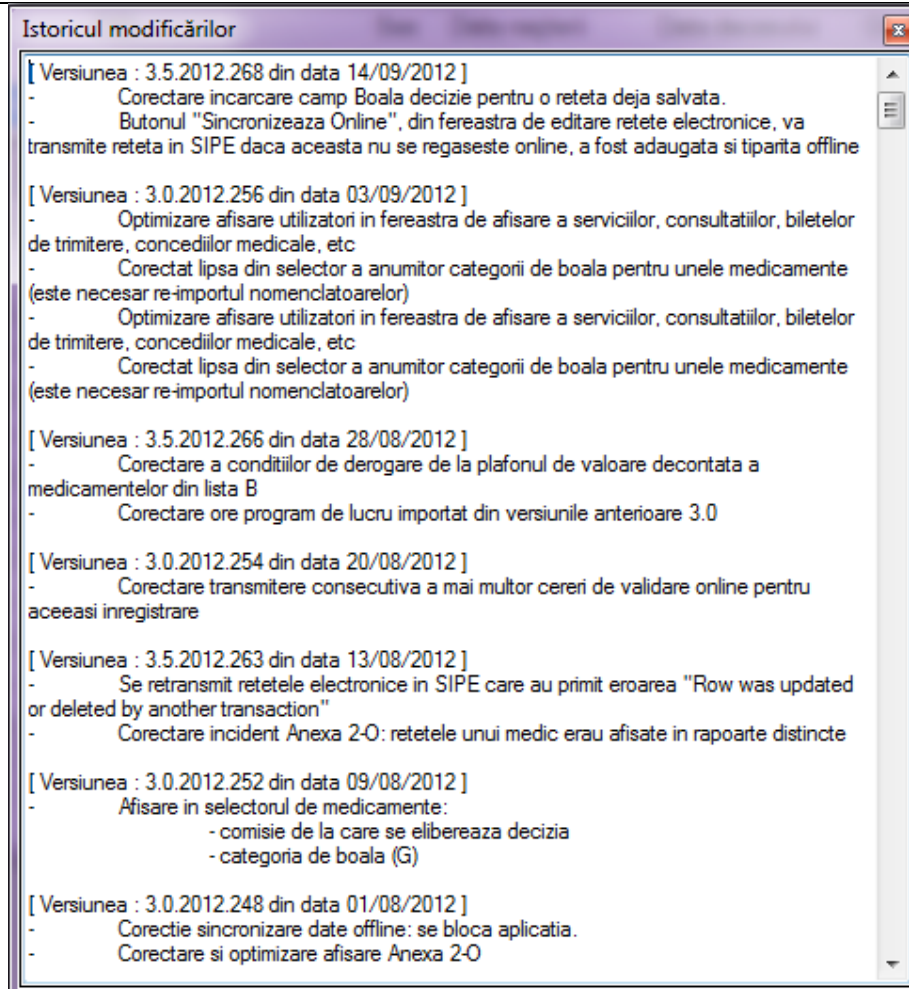 Istoricul modificărilor
[ Versiunea : 3.5.2012.268 din data 14/09/2012 ]
- Corectare incarcare camp Boala decizie pentru o reteta deja salvata.
- Butonul "Sincronizeaza Online", din fereastra de editare retete electronice, va
transmite reteta in SIPE daca aceasta nu se regaseste online, a fost adaugata si tiparita offline
[ Versiunea : 3.0.2012.256 din data 03/09/2012 ]
- Optimizare afisare utilizatori in fereastra de afisare a serviciilor, consultatiilor, biletelor
de trimitere, concediilor medicale, etc
- Corectat lipsa din selector a anumitor categorii de boala pentru unele medicamente
(este necesar re-importul nomenclatoarelor)
- Optimizare afisare utilizatori in fereastra de afisare a serviciilor, consultatiilor, biletelor
de trimitere, concediilor medicale, etc
- Corectat lipsa din selector a anumitor categorii de boala pentru unele medicamente
(este necesar re-importul nomenclatoarelor)
[ Versiunea : 3.5.2012.266 din data 28/08/2012 ]
- Corectare a conditiilor de derogare de la plafonul de valoare decontata a
medicamentelor din lista B
- Corectare ore program de lucru importat din versiunile anterioare 3.0
[ Versiunea : 3.0.2012.254 din data 20/08/2012 ]
- Corectare transmitere consecutiva a mai multor cereri de validare online pentru
aceeasi inregistrare
[ Versiunea : 3.5.2012.263 din data 13/08/2012 ]
- Se retransmit retetele electronice in SIPE care au primit eroarea "Row was updated
or deleted by another transaction"
- Corectare incident Anexa 2-O: retetele unui medic erau afisate in rapoarte distincte
[ Versiunea : 3.0.2012.252 din data 09/08/2012 ]
- Afisare in selectorul de medicamente:
- comisie de la care se elibereaza decizia
- categoria de boala (G)
[ Versiunea : 3.0.2012.248 din data 01/08/2012 ]
- Corectie sincronizare date offline: se bloca aplicatia.
- Corectare si optimizare afisare Anexa 2-O